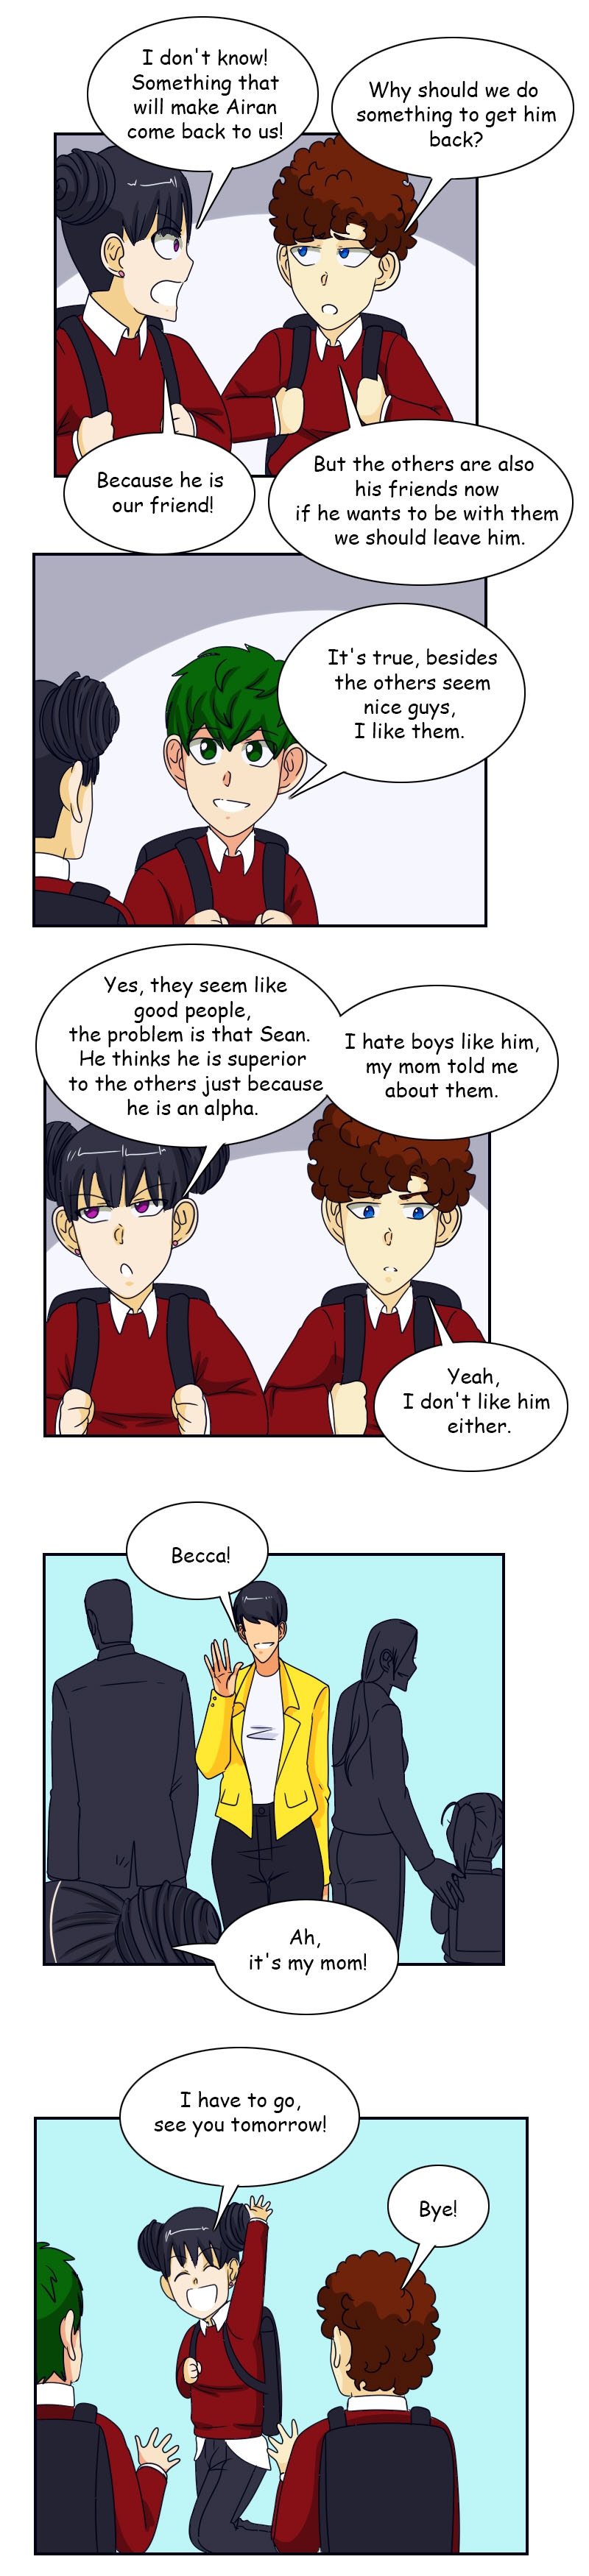 I don't know!
Something that
will make Airan
come back to us!
Why should we do
something to get him
back?
Because he is
our friend!
But the others are also
his friends now
if he wants to be with them
we should leave him.
It's true, besides
the others seem
nice guys,
I like them.
Yes, they seem like
good people,
the problem is that Sean.
He thinks he is superior
to the others just because
he is an alpha.
I hate boys like him,
my mom told me
about them.
Yeah,
I don't like him
either.
Becca!
Ah,
it's my mom!
I have to go,
see you tomorrow!
Bye!